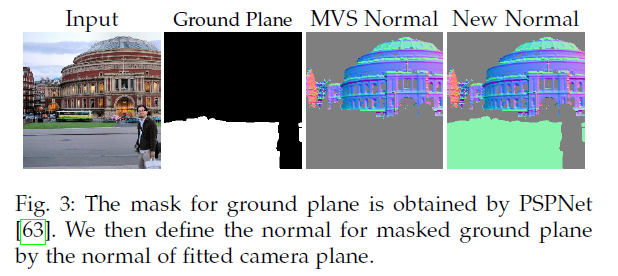 Input Ground Plane MVS Normal New Normal
Fig. 3: The mask for ground plane is obtained by PSPNet
[63]. We then define the normal for masked ground plane
by the normal of fitted camera plane.